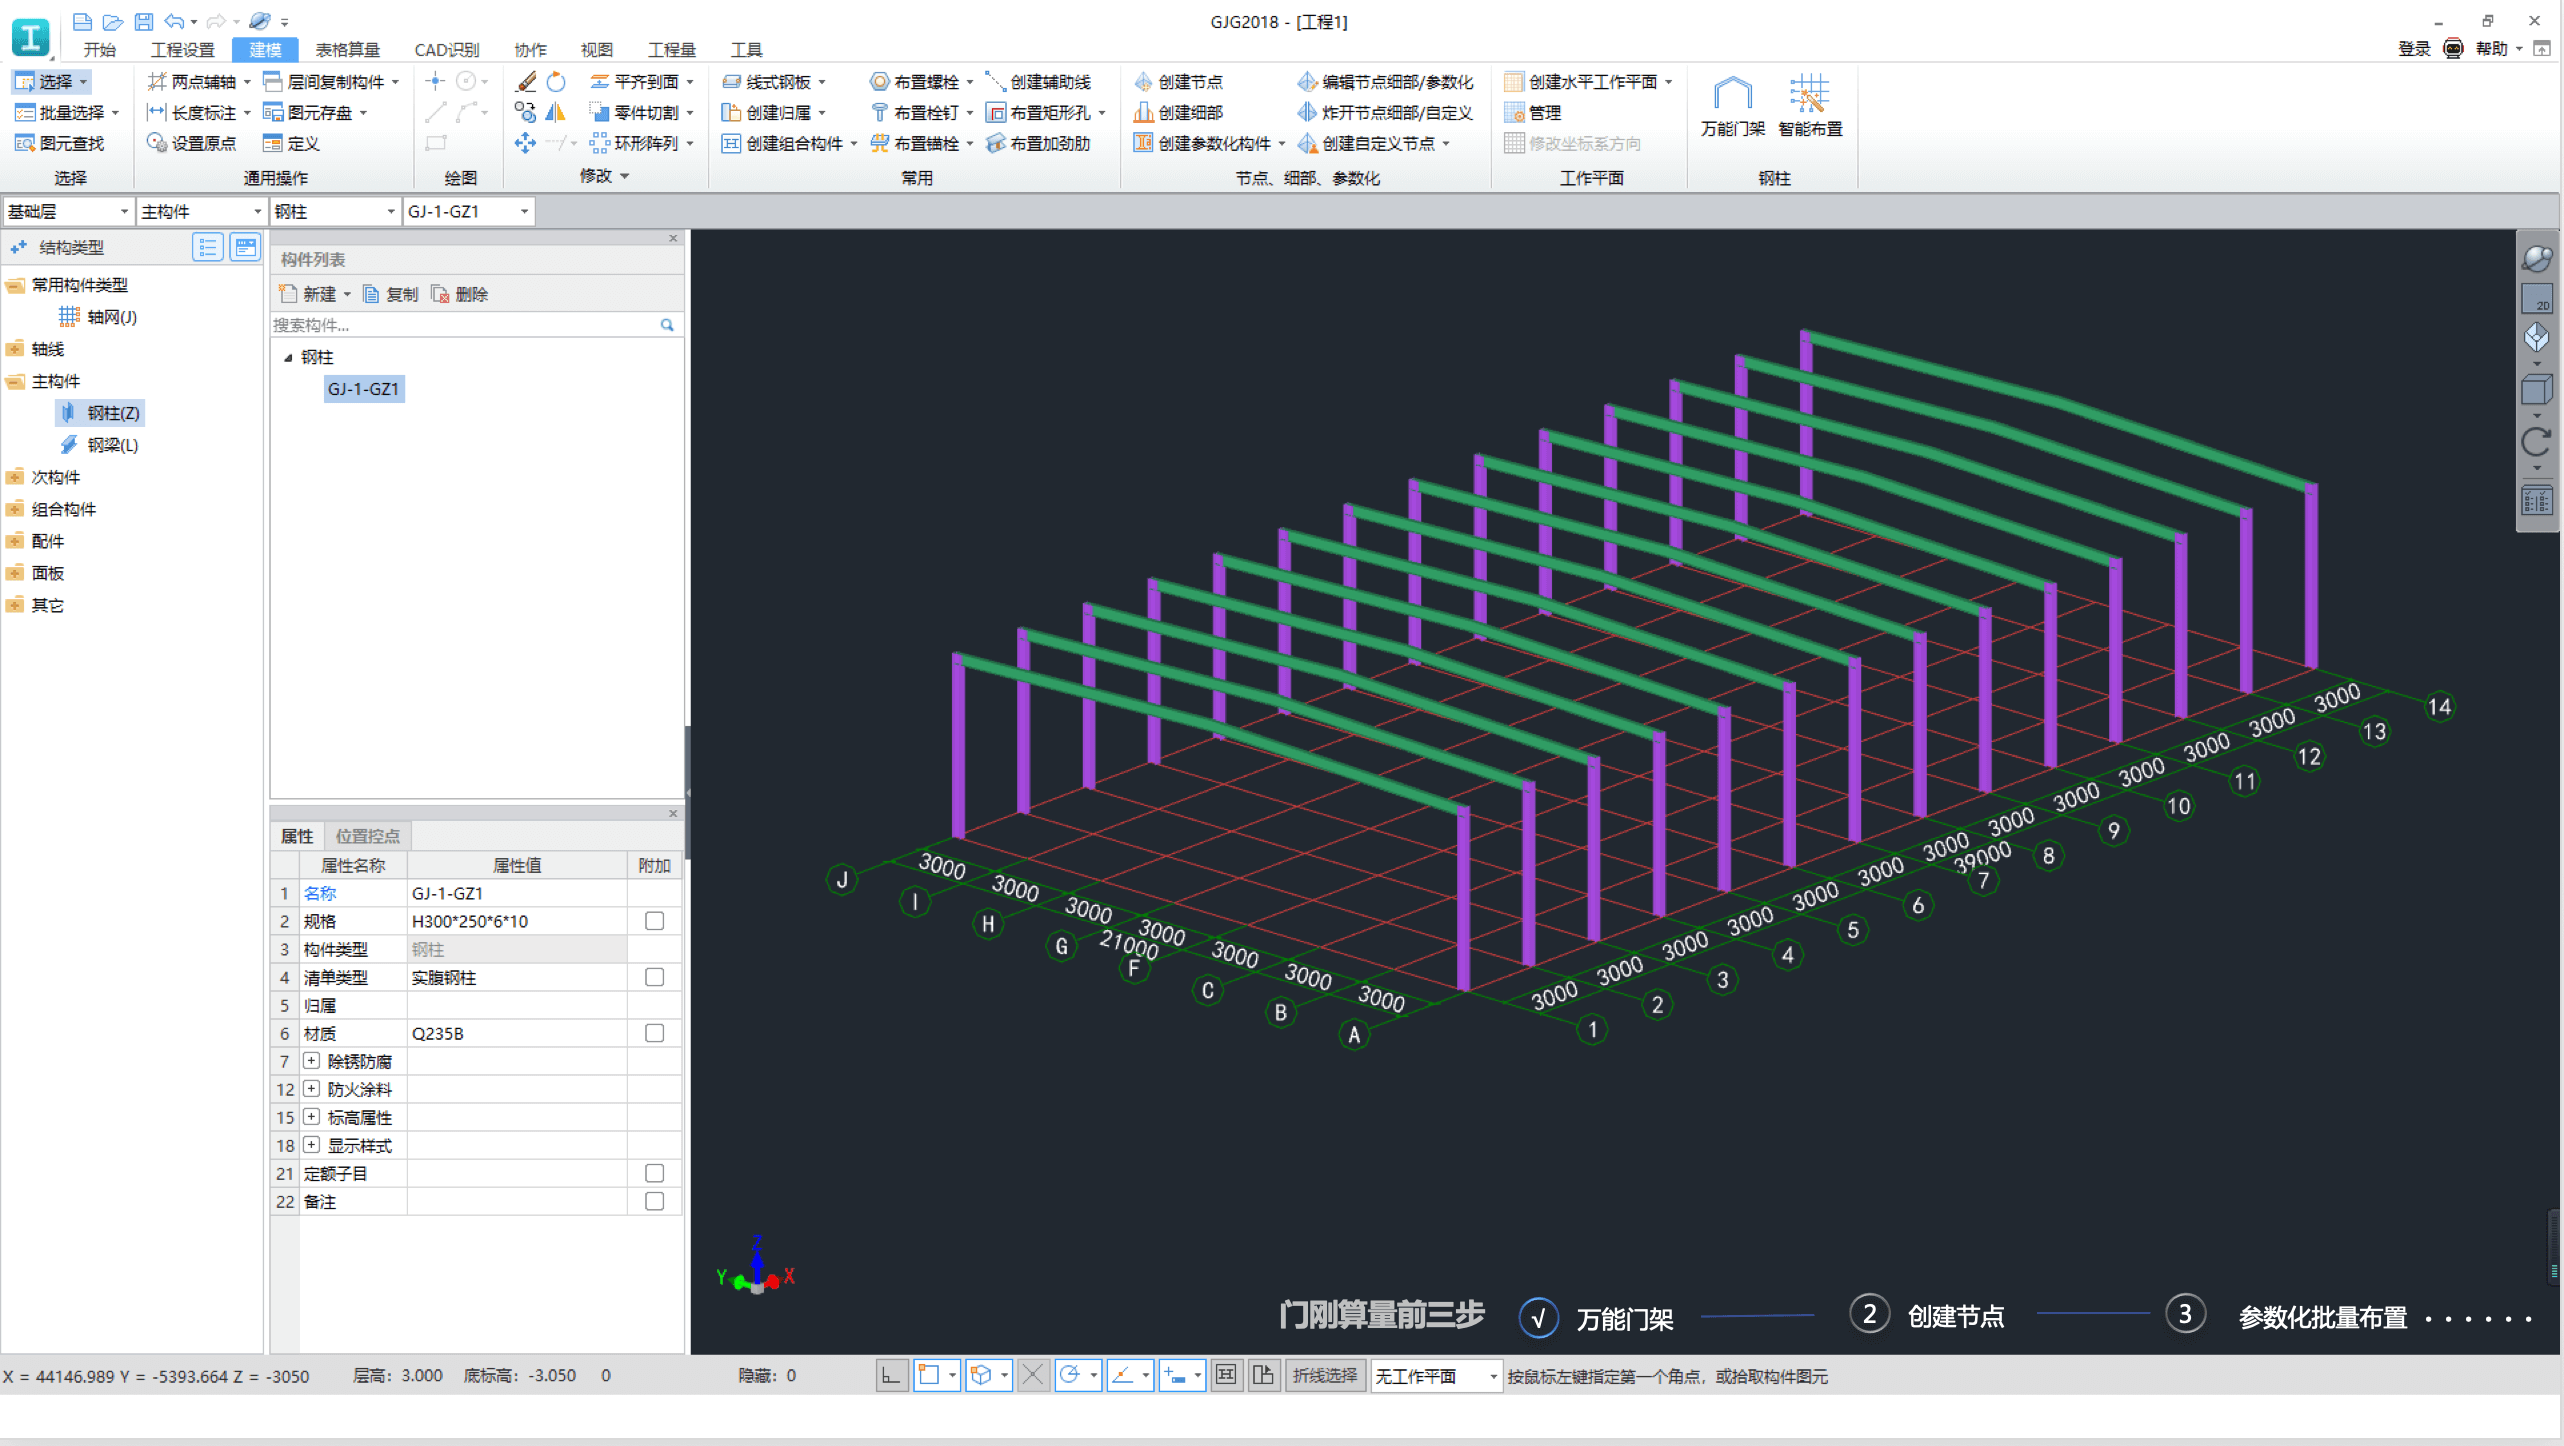 GJG2018 - [工程1]
开始 工程设置 建模 表格算量 CAD识别 协作 视图 工程量 工具 登录 帮助
选择 两点辅轴 层间复制构件 平齐到面 线式钢板 布置螺栓 创建辅助线 创建节点 编辑节点细部/参数化 创建水平工作平面
批量选择 长度标注 图元存盘 零件切割 创建归属 布置栓钉 布置矩形孔 创建细部 炸开节点细部/自定义 管理 万能门架 智能布置
图元查找 设置原点 定义 环形阵列 创建组合构件 布置锚栓 布置加劲肋 创建参数化构件 创建自定义节点 修改坐标系方向
选择 通用操作 绘图 修改 常用 节点、细部、参数化 工作平面 钢柱
基础层 主构件 钢柱 GJ-1-GZ1
结构类型
常用构件类型
轴网(J)
轴线
主构件
钢柱(Z)
钢梁(L)
次构件
组合构件
配件
面板
其它
构件列表
新建 复制 删除
搜索构件...
钢柱
GJ-1-GZ1
属性 位置控点
属性名称 属性值 附加
1 名称 GJ-1-GZ1
2 规格 H300*250*6*10
3 构件类型 钢柱
4 清单类型 实腹钢柱
5 归属
6 材质 Q235B
7 除锈防腐
12 防火涂料
15 标高属性
18 显示样式
21 定额子目
22 备注
2D
J I H G F C B A
3000 3000 3000 3000 3000 3000 3000
21000
1 2 3 4 5 6 7 8 9 10 11 12 13 14
3000 3000 3000 3000 3000 3000 3000 3000 3000 3000 3000 3000 3000
39000
Z
Y X
门刚算量前三步 √ 万能门架 2 创建节点 3 参数化批量布置 · · · · · ·
X = 44146.989 Y = -5393.664 Z = -3050 层高: 3.000 底标高: -3.050 0 隐藏: 0 折线选择 无工作平面 按鼠标左键指定第一个角点，或拾取构件图元